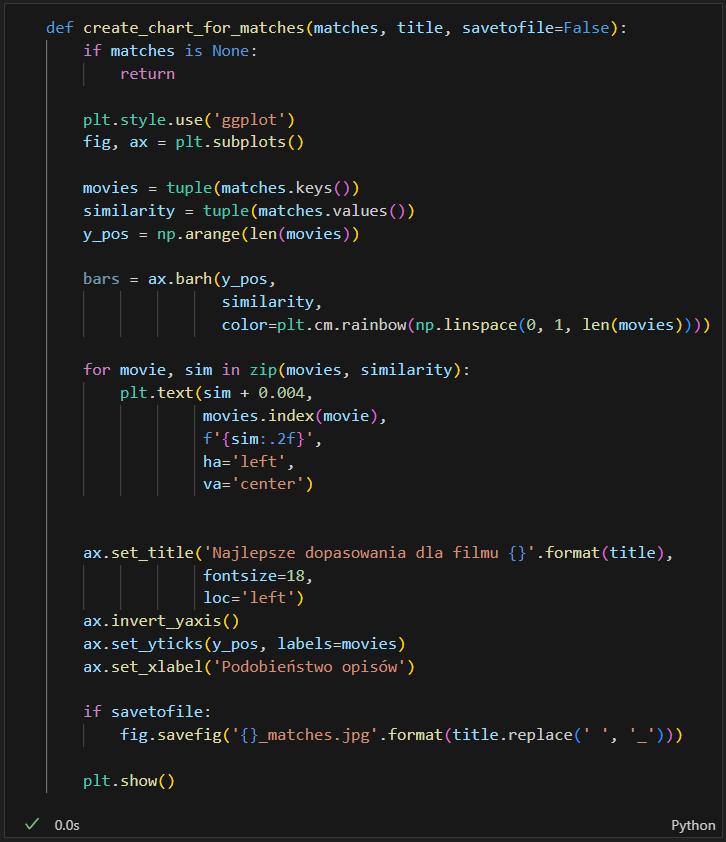 def create_chart_for_matches(matches, title, savetofile=False):
    if matches is None:
        return

    plt.style.use('ggplot')
    fig, ax = plt.subplots()

    movies = tuple(matches.keys())
    similarity = tuple(matches.values())
    y_pos = np.arange(len(movies))

    bars = ax.barh(y_pos,
                   similarity,
                   color=plt.cm.rainbow(np.linspace(0, 1, len(movies))))

    for movie, sim in zip(movies, similarity):
        plt.text(sim + 0.004,
                 movies.index(movie),
                 f'{sim:.2f}',
                 ha='left',
                 va='center')


    ax.set_title('Najlepsze dopasowania dla filmu {}'.format(title),
                 fontsize=18,
                 loc='left')
    ax.invert_yaxis()
    ax.set_yticks(y_pos, labels=movies)
    ax.set_xlabel('Podobieństwo opisów')

    if savetofile:
        fig.savefig('{}_matches.jpg'.format(title.replace(' ', '_')))

    plt.show()
0.0s
Python